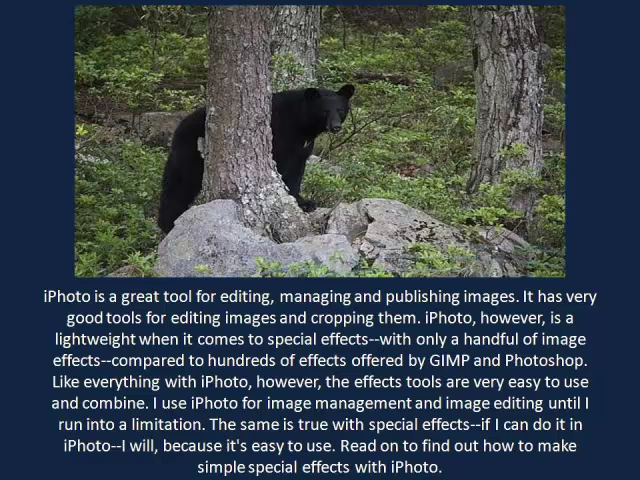 iPhoto is a great tool for editing, managing and publishing images. It has very
good tools for editing images and cropping them. iPhoto, however, is a
lightweight when it comes to special effects--with only a handful of image
effects--compared to hundreds of effects offered by GIMP and Photoshop.
Like everything with iPhoto, however, the effects tools are very easy to use
and combine. I use iPhoto for image management and image editing until I
run into a limitation. The same is true with special effects--if I can do it in
iPhoto--I will, because it's easy to use. Read on to find out how to make
simple special effects with iPhoto.